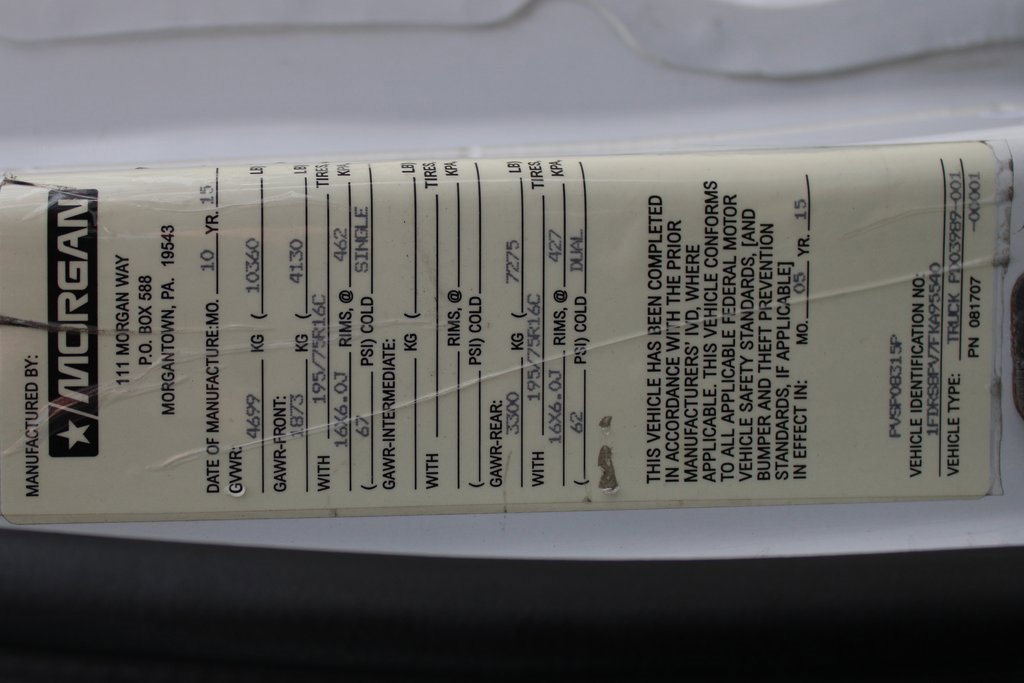 MANUFACTURED BY:
MORGAN
111 MORGAN WAY
P.O. BOX 588
MORGANTOWN, PA. 19543
DATE OF MANUFACTURE:MO. 10 YR. 15
GVWR: 4699 KG ( 10360 LB)
GAWR-FRONT:
1873 KG ( 4130 LB)
WITH 195/75R16C TIRES,
16X6.0J RIMS, @ 462 KPA
( 67 PSI) COLD SINGLE
GAWR-INTERMEDIATE:
KG ( LB)
WITH TIRES,
RIMS, @ KPA
( PSI) COLD
GAWR-REAR:
3300 KG ( 7275 LB)
WITH 195/75R16C TIRES,
16X6.0J RIMS, @ 427 KPA
( 62 PSI) COLD DUAL
THIS VEHICLE HAS BEEN COMPLETED
IN ACCORDANCE WITH THE PRIOR
MANUFACTURERS' IVD, WHERE
APPLICABLE. THIS VEHICLE CONFORMS
TO ALL APPLICABLE FEDERAL MOTOR
VEHICLE SAFETY STANDARDS, [AND
BUMPER AND THEFT PREVENTION
STANDARDS, IF APPLICABLE]
IN EFFECT IN: MO. 05 YR. 15
PVSP08315P
VEHICLE IDENTIFICATION NO:
1FDRS8PV7FKA95540
VEHICLE TYPE: TRUCK P103989-001
PN 081707 -00001